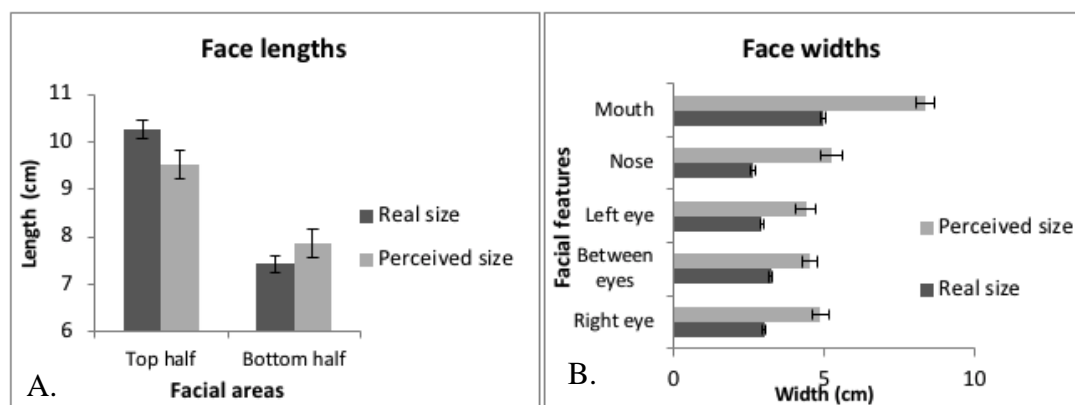 Face lengths
11
10
9
8
7
6
Length (cm)
Top half
Bottom half
Facial areas
Real size
Perceived size
A.
Face widths
Mouth
Nose
Left eye
Between
eyes
Right eye
Facial features
0
5
10
Width (cm)
Perceived size
Real size
B.